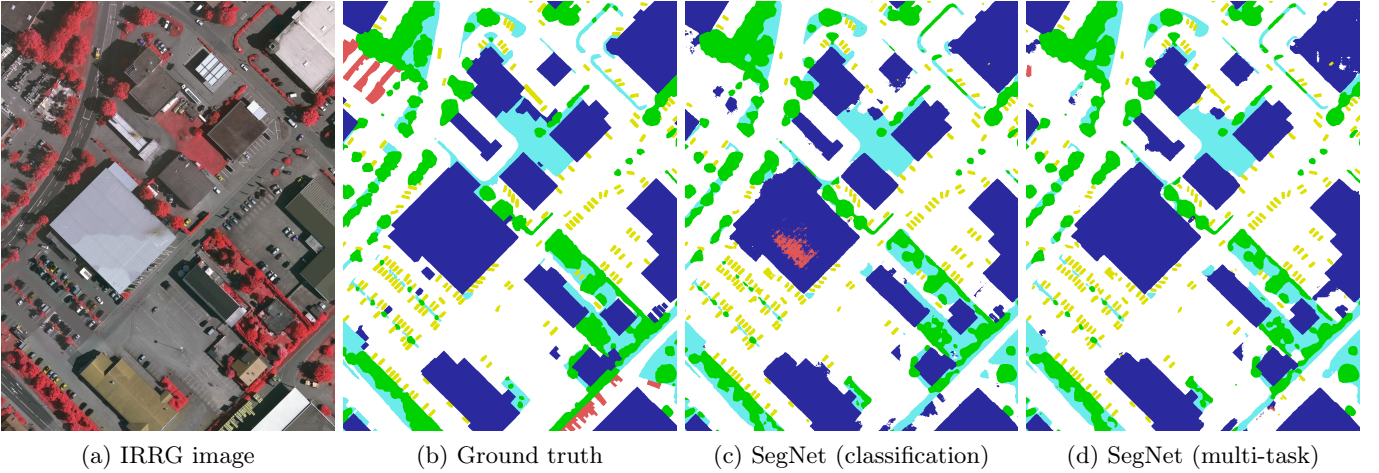 (a) IRRG image
(b) Ground truth
(c) SegNet (classification)
(d) SegNet (multi-task)